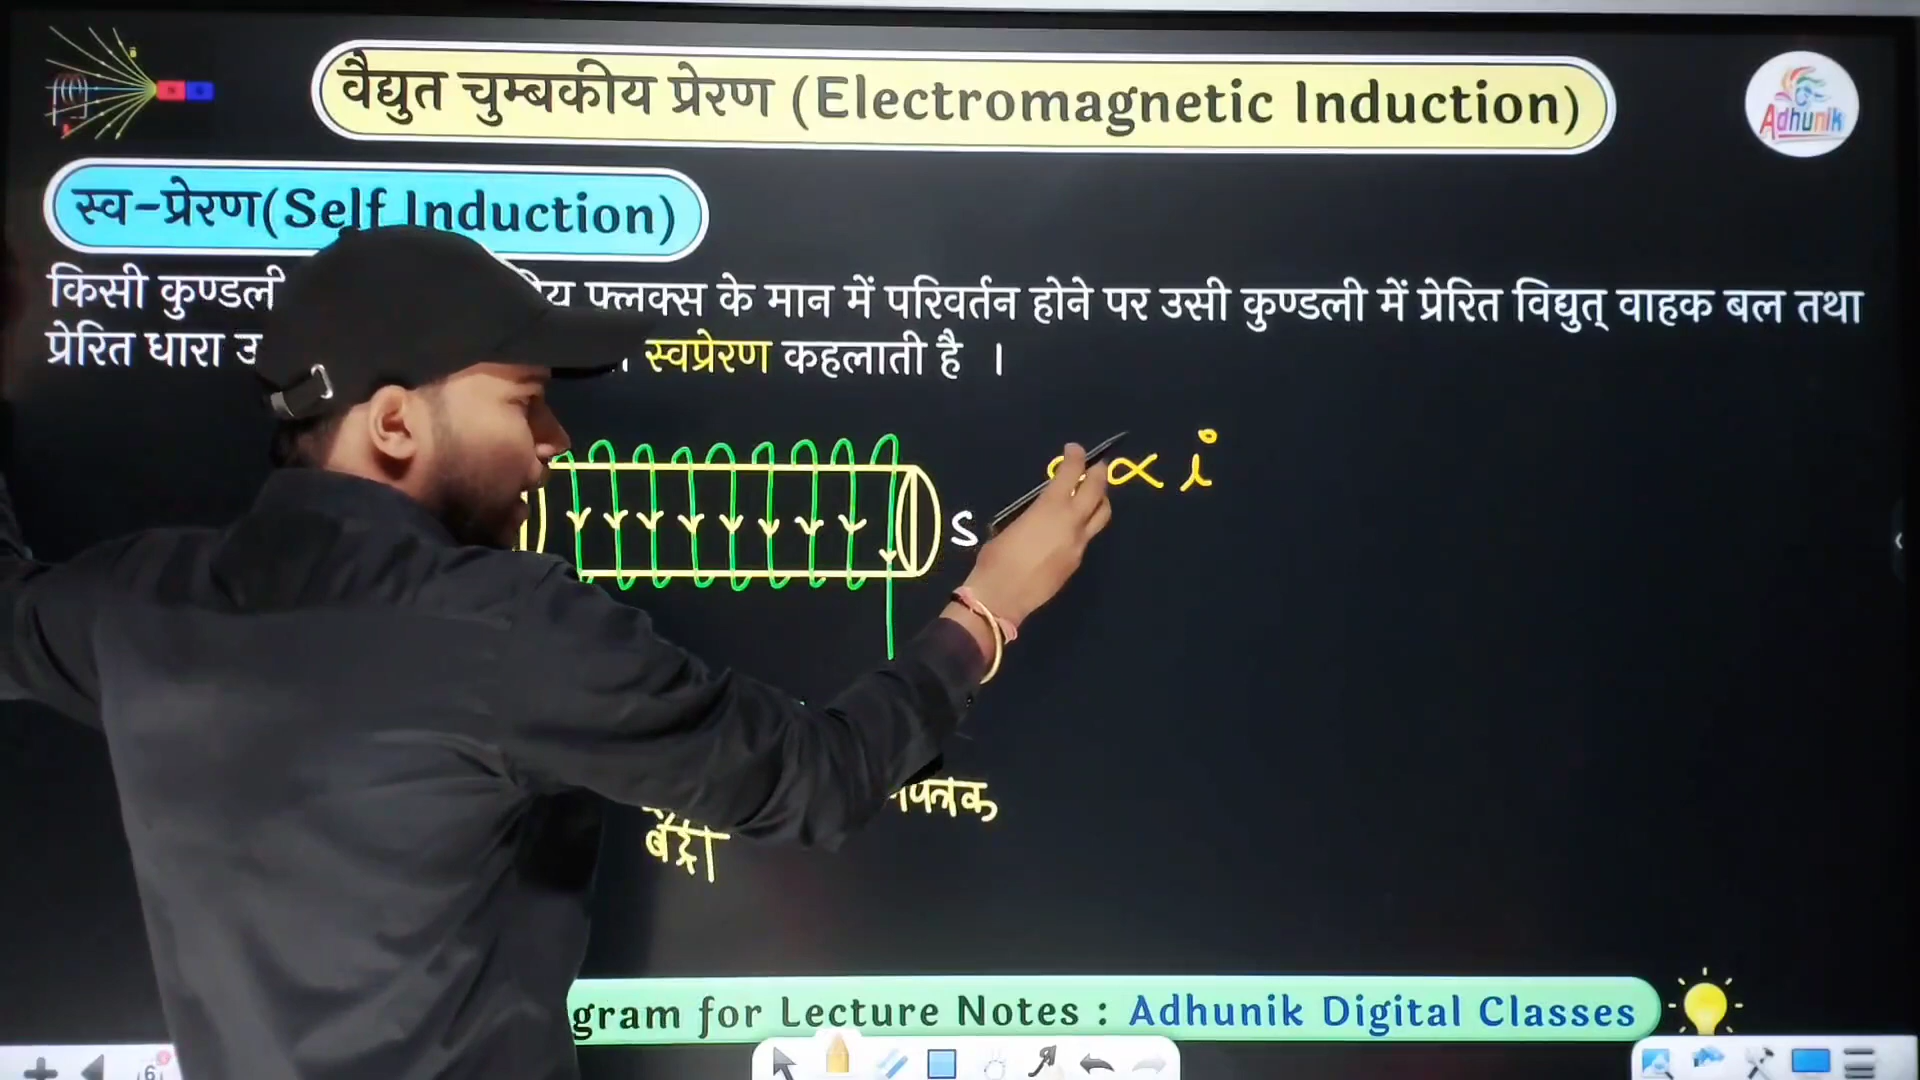 वैद्युत चुम्बकीय प्रेरण (Electromagnetic Induction)
Adhunik
स्व-प्रेरण(Self Induction)
किसी कुण्डली फ्लक्स के मान में परिवर्तन होने पर उसी कुण्डली में प्रेरित विद्युत् वाहक बल तथा
प्रेरित धारा स्वप्रेरण कहलाती है ।
∝ i
S
बैट्री
gram for Lecture Notes : Adhunik Digital Classes